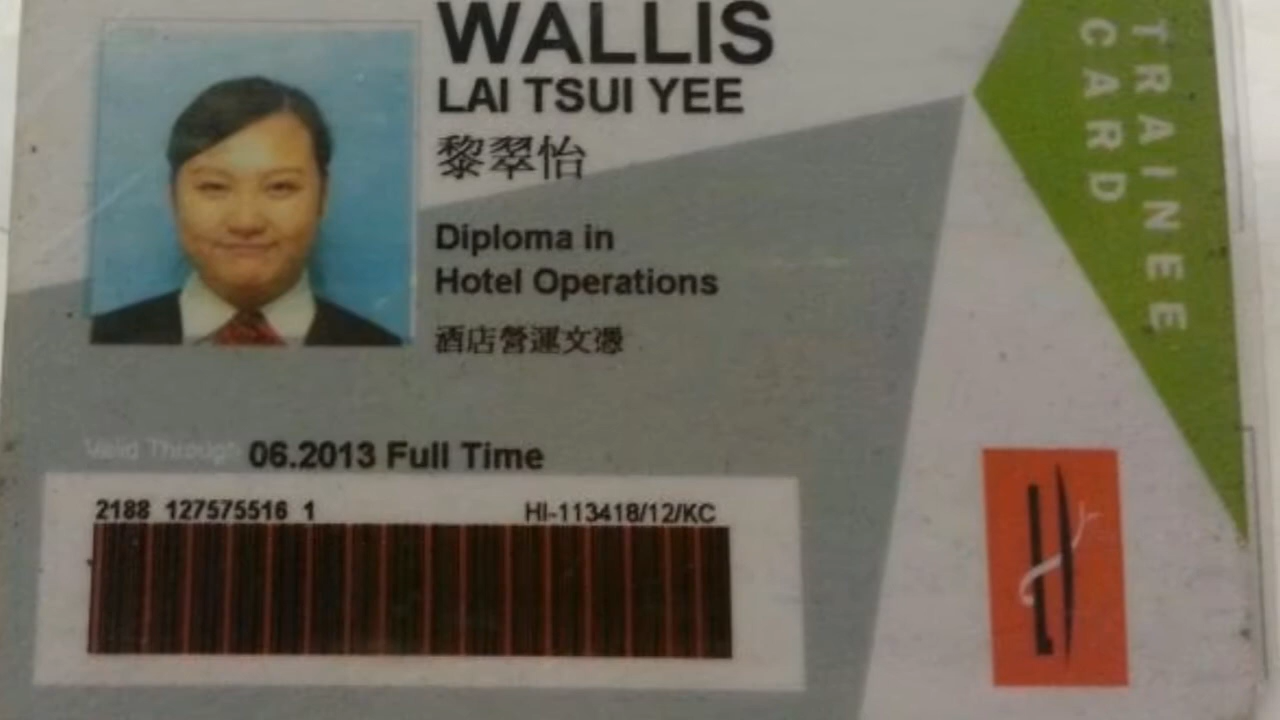 WALLIS
LAI TSUI YEE
黎翠怡
Diploma in
Hotel Operations
酒店營運文憑
Valid Through 06.2013 Full Time
2188 127575516 1
HI-113418/12/KC
TRAINEE
CARD